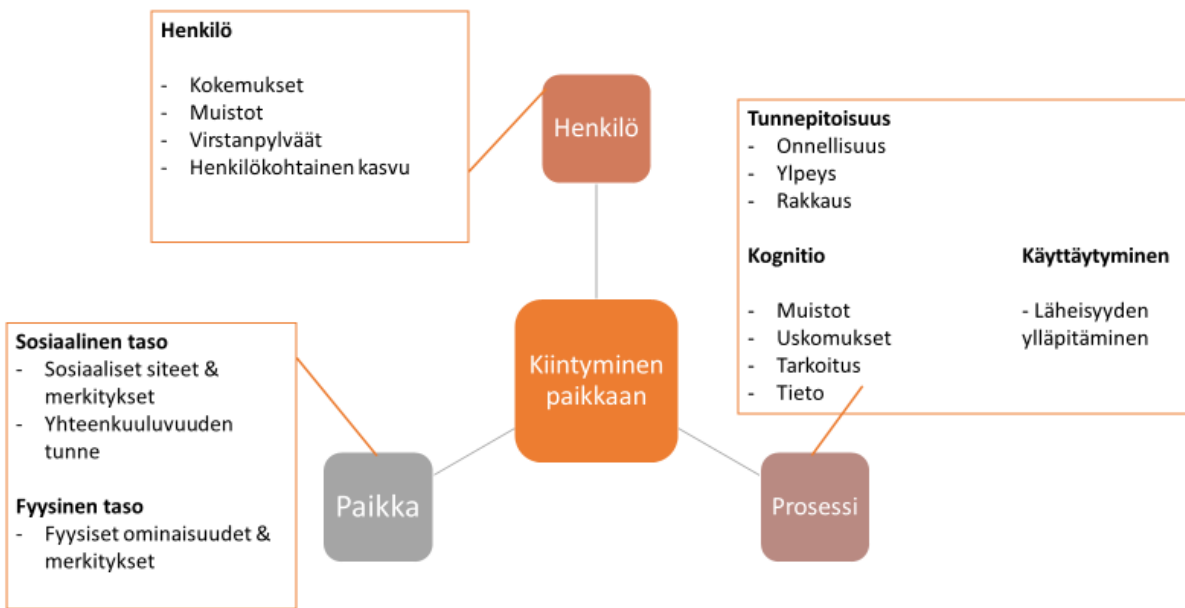 Henkilö
- Kokemukset
- Muistot
- Virstanpylväät
- Henkilökohtainen kasvu
Henkilö
Tunnepitoisuus
- Onnellisuus
- Ylpeys
- Rakkaus
Kognitio
- Muistot
- Uskomukset
- Tarkoitus
- Tieto
Käyttäytyminen
- Läheisyyden
ylläpitäminen
Kiintyminen
paikkaan
Sosiaalinen taso
- Sosiaaliset siteet &
merkitykset
- Yhteenkuuluvuuden
tunne
Fyysinen taso
- Fyysiset ominaisuudet &
merkitykset
Paikka
Prosessi